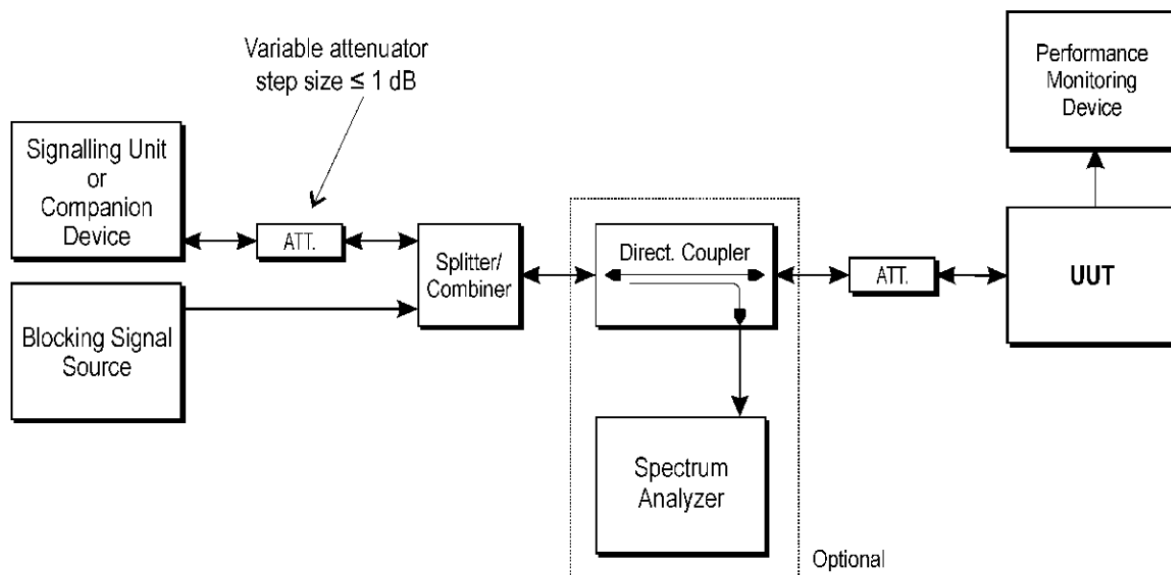 Variable attenuator
step size ≤ 1 dB
Signalling Unit
or
Companion
Device
ATT.
Blocking Signal
Source
Splitter/
Combiner
Direct. Coupler
Spectrum
Analyzer
Optional
ATT.
Performance
Monitoring
Device
UUT